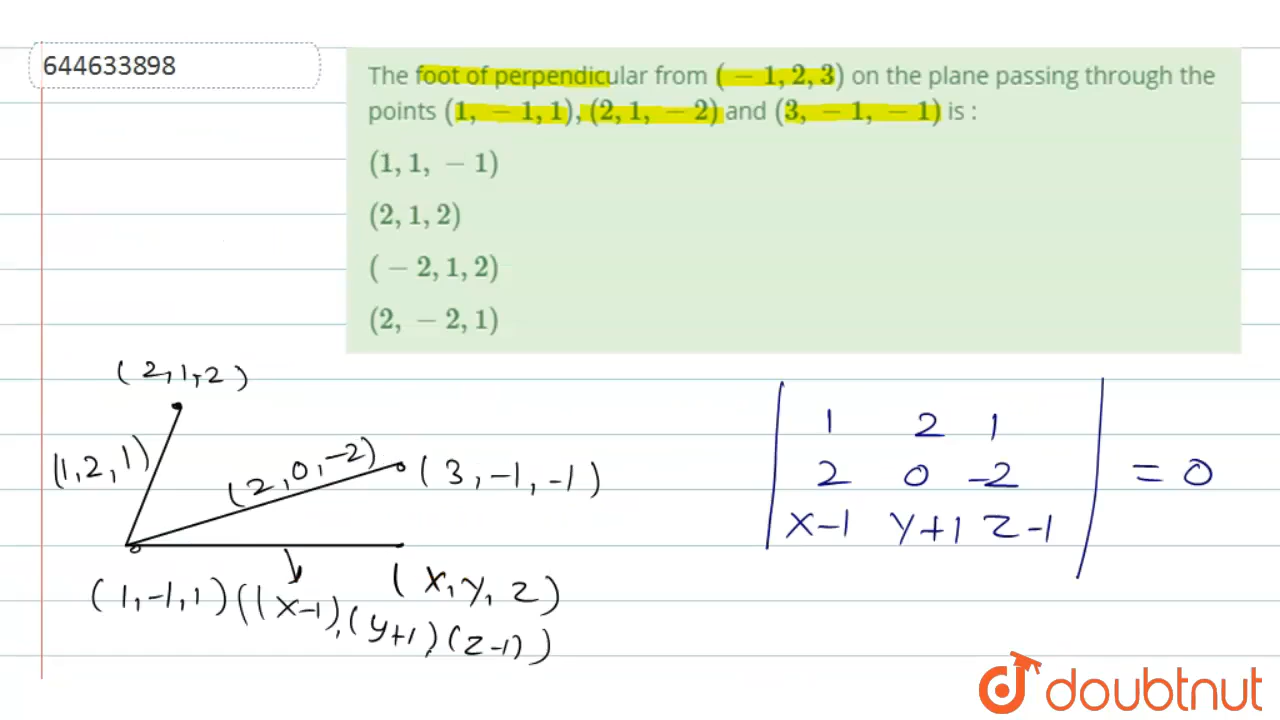 644633898
The foot of perpendicular from (−1, 2, 3) on the plane passing through the
points (1, −1, 1), (2, 1, −2) and (3, −1, −1) is :
(1, 1, −1)
(2, 1, 2)
(−2, 1, 2)
(2, −2, 1)
(2,1,2)
(1,2,1)
(2,0,-2)
(3,-1,-1)
(1,-1,1)
(x,y,z)
((x-1),(y+1)(z-1))
1 2 1
2 0 -2 = 0
x-1 y+1 z-1
doubtnut